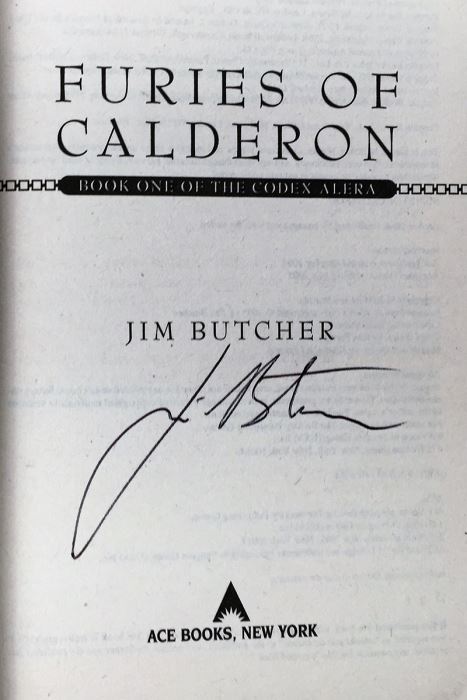 FURIES OF
CALDERON
BOOK ONE OF THE CODEX ALERA
JIM BUTCHER
ACE BOOKS, NEW YORK